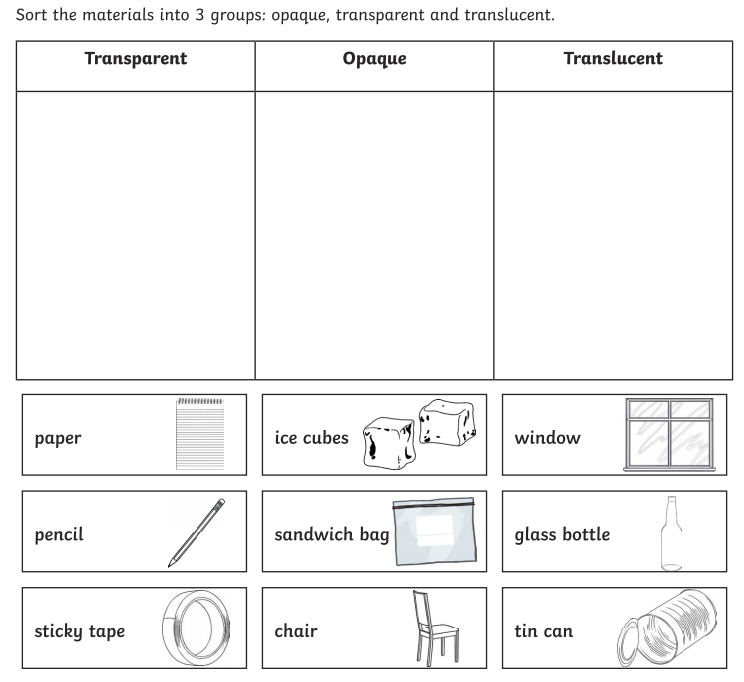 Sort the materials into 3 groups: opaque, transparent and translucent.
Transparent
Opaque
Translucent
paper
ice cubes
window
pencil
sandwich bag
glass bottle
sticky tape
chair
tin can